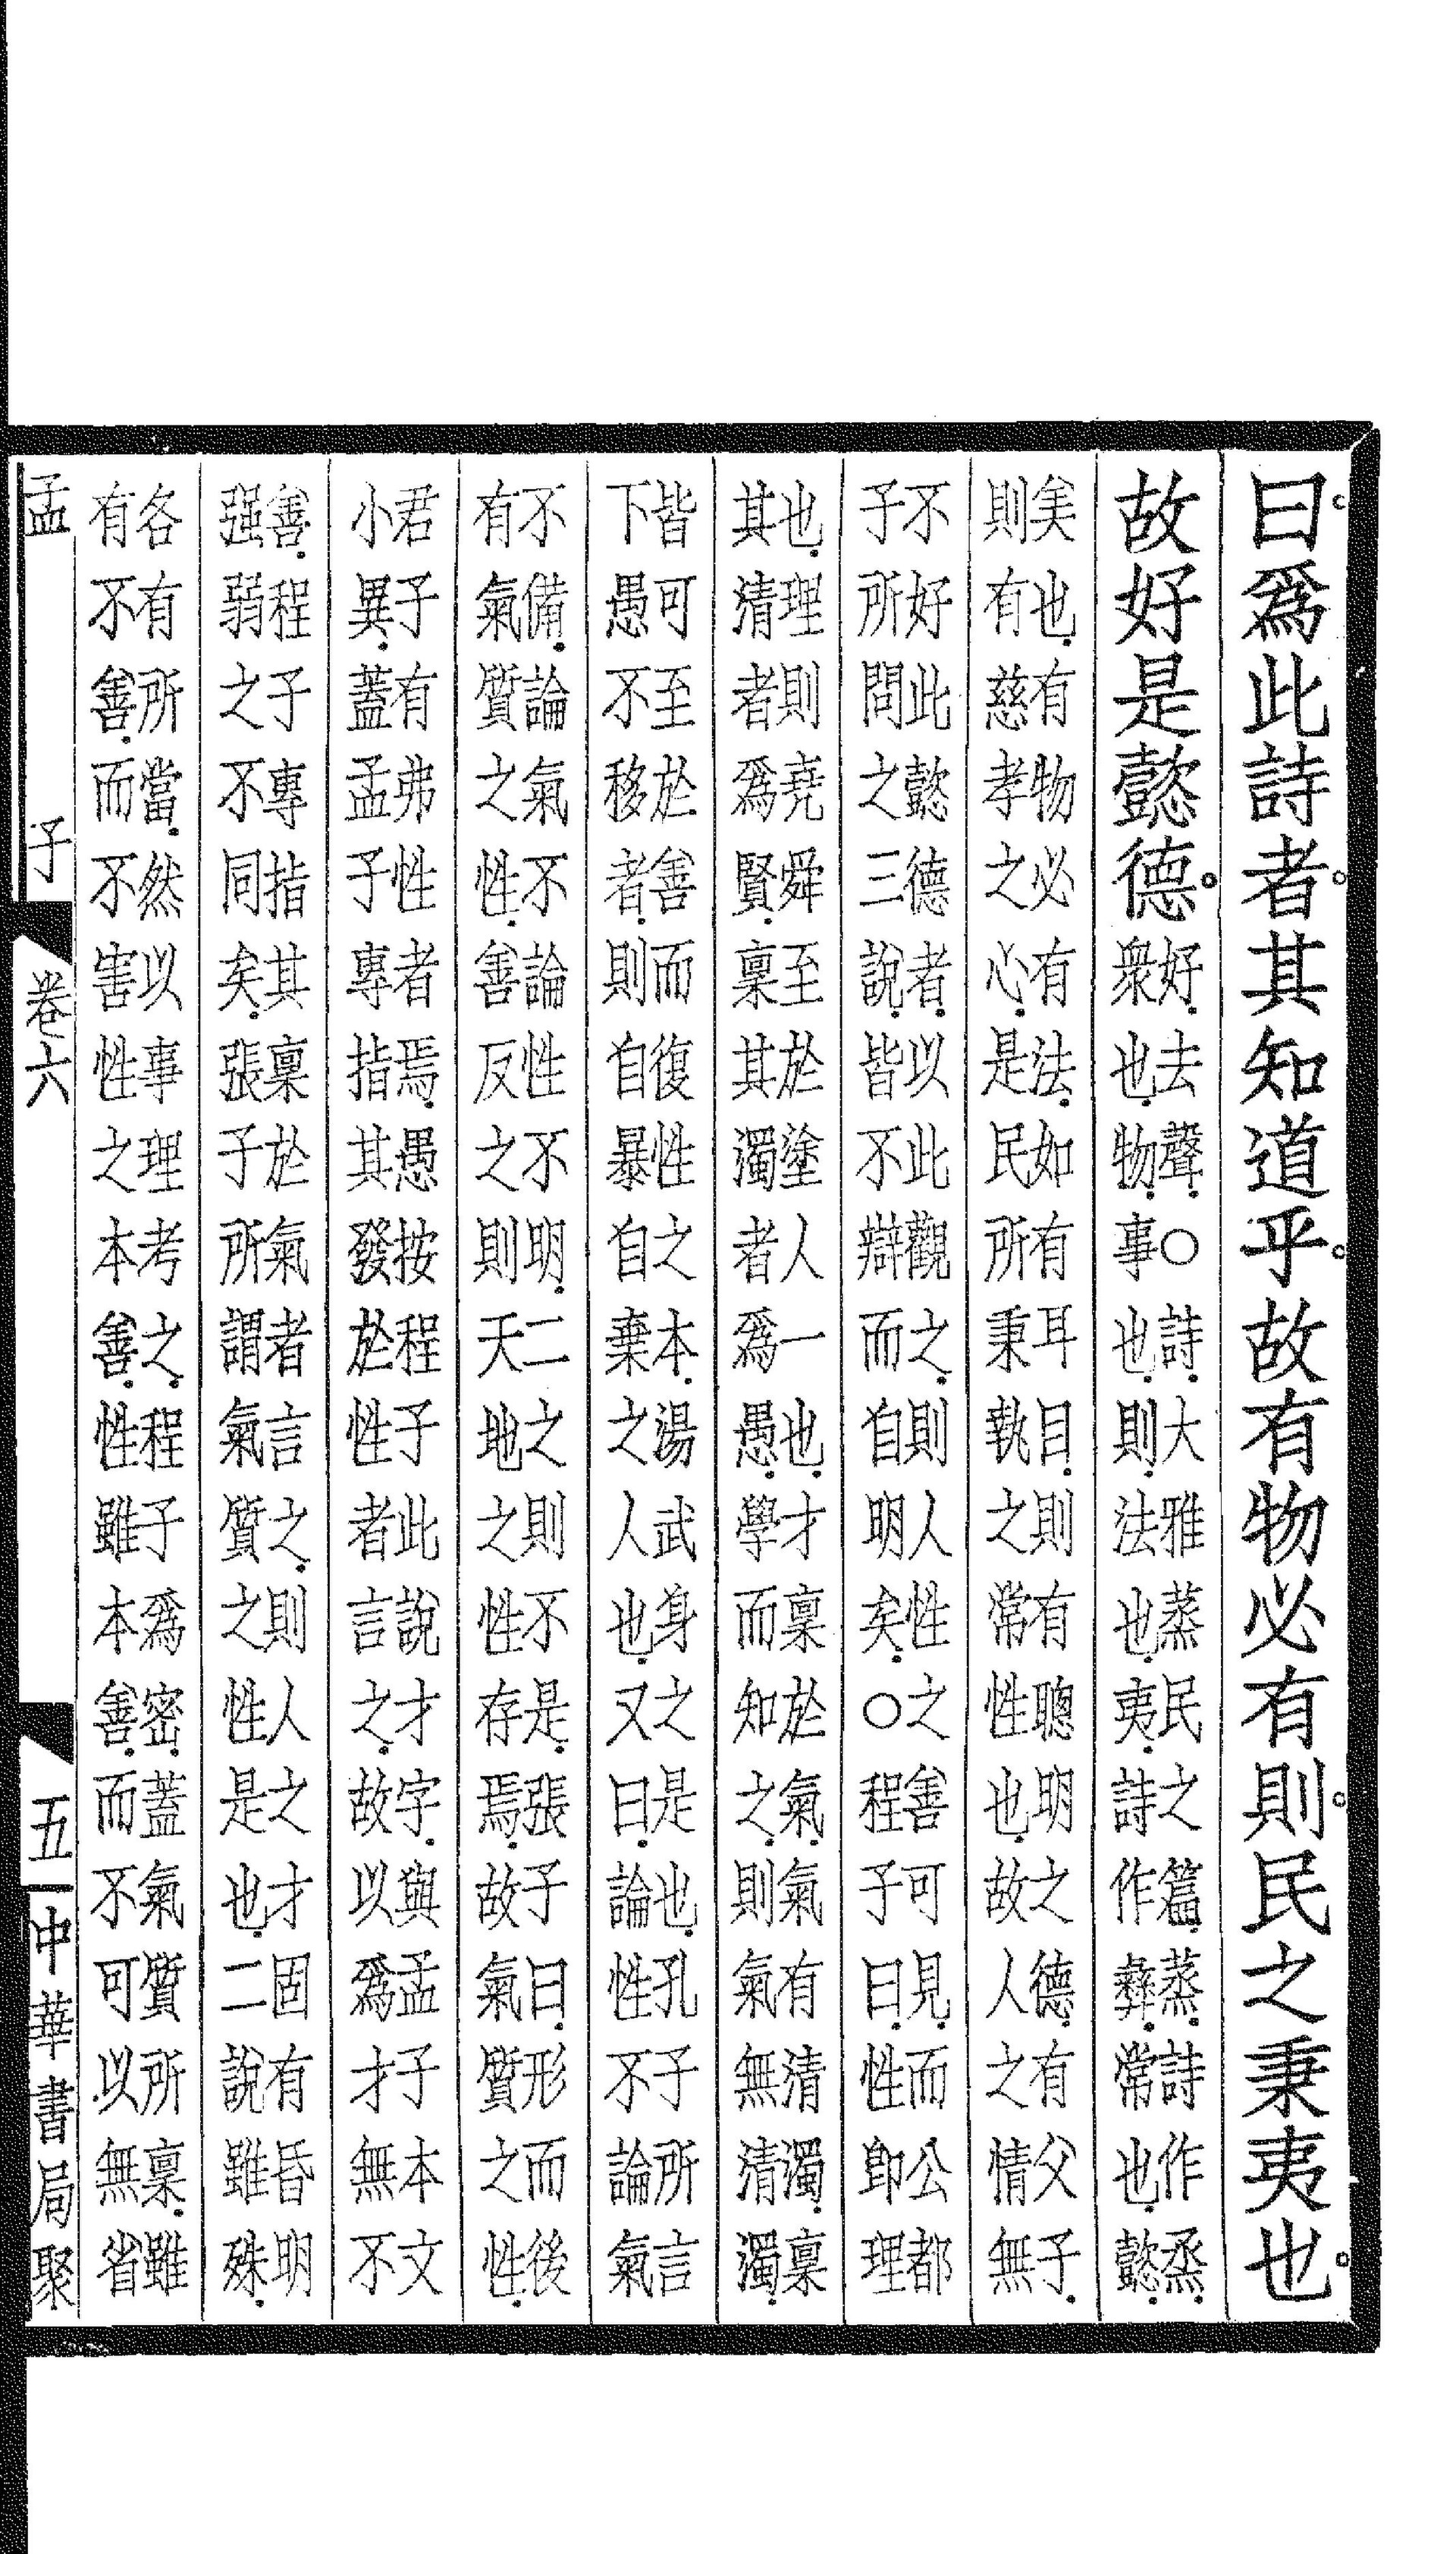 曰爲此詩者其知道乎故有物必有則民之秉夷也
故好是懿德
好去聲○詩大雅蒸民之篇蒸詩作烝
衆也物事也則法也夷詩作彝常也懿
美也有物必有法如有耳目則有聰明之德有父子
則有慈孝之心是民所秉執之常性也故人之情無
不好此懿德者以此觀之則人性之善可見而公都
子所問之三說皆不辯而自明矣○程子曰性卽理
也理則堯舜至於塗人一也才稟於氣氣有清濁稟
其清者爲賢稟其濁者爲愚學而知之則氣無清濁
皆可至於善而復性之本湯武身之是也孔子所言
下愚不移者則自暴自棄之人也又曰論性不論氣
不備論氣不論性不明二之則不是張子曰形而後
有氣質之性善反之則天地之性存焉故氣質之性
君子有弗性者焉愚按程子此說才字與孟子本文
小異蓋孟子專指其發於性者言之故以爲才無不
善程子專指其稟於氣者言之則人之才固有昏明
强弱之不同矣張子所謂氣質之性是也二說雖殊
各有所當然以事理考之程子爲密蓋氣質所稟雖
有不善而不害性之本善性雖本善而不可以無省
孟子 卷六 五 中華書局聚